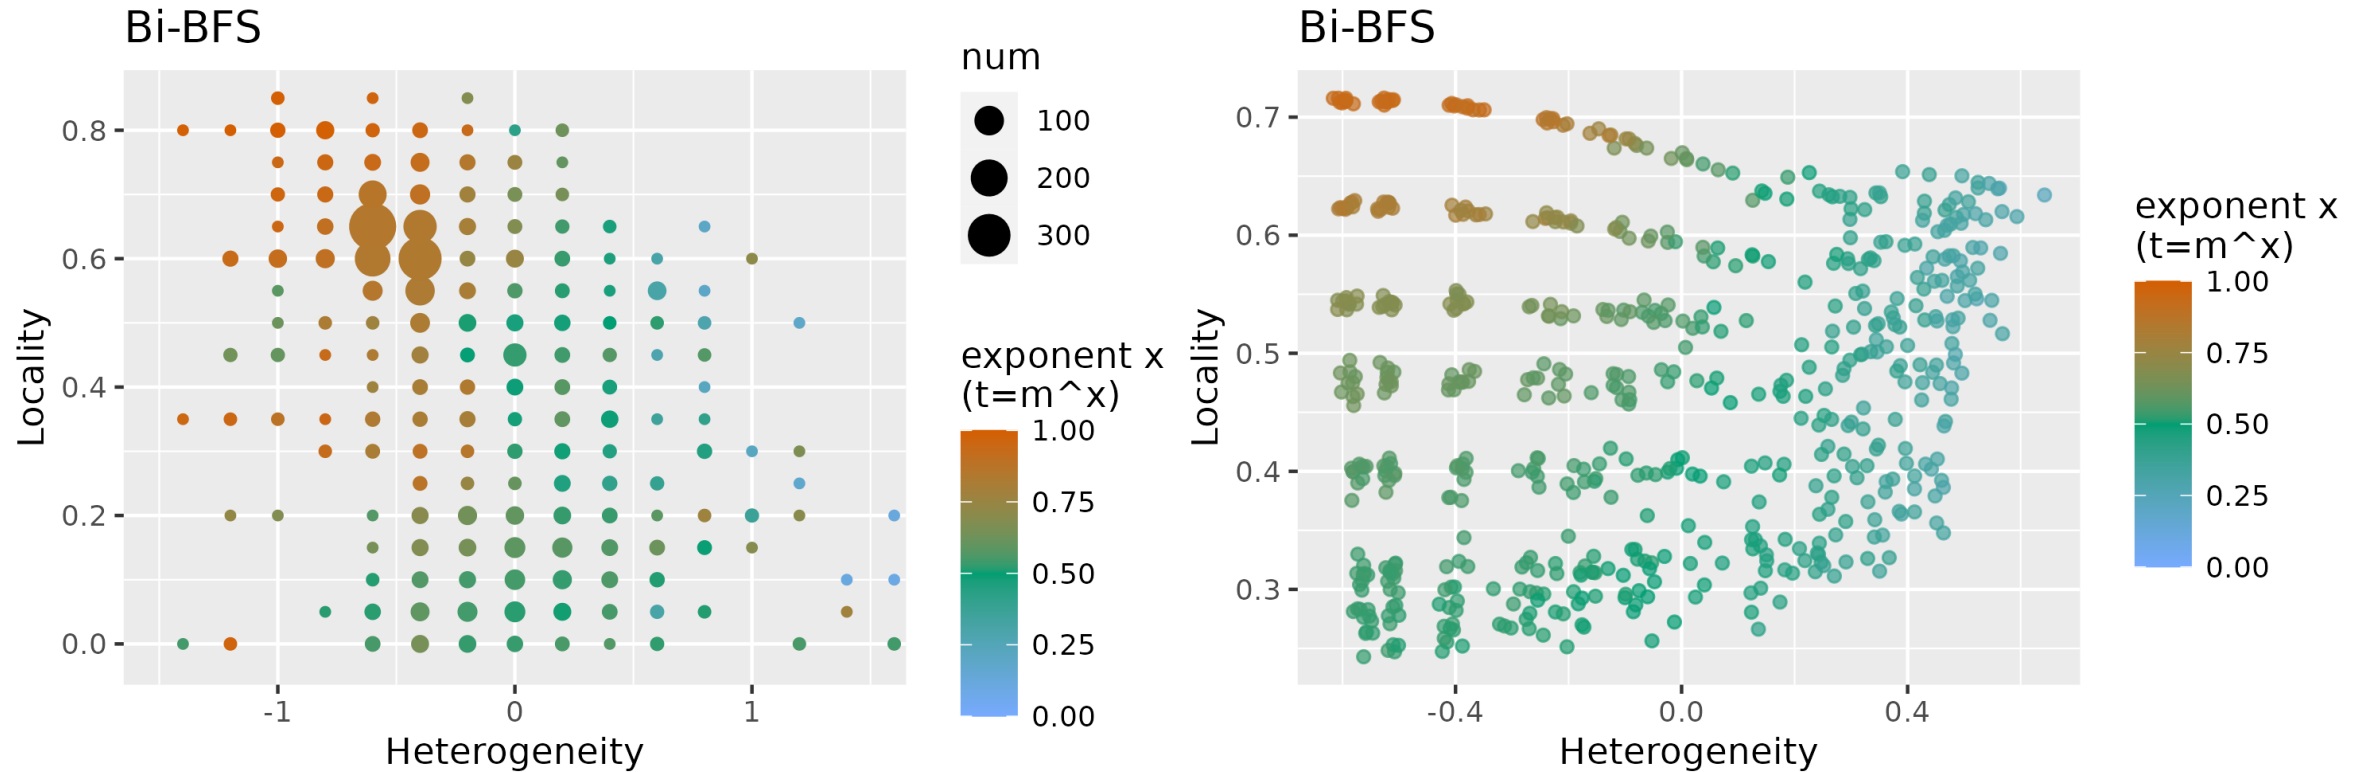 Bi-BFS
Locality
0.8
0.6
0.4
0.2
0.0
-1
0
1
Heterogeneity
num
100
200
300
exponent x
(t=m^x)
1.00
0.75
0.50
0.25
0.00
Bi-BFS
Locality
0.7
0.6
0.5
0.4
0.3
-0.4
0.0
0.4
Heterogeneity
exponent x
(t=m^x)
1.00
0.75
0.50
0.25
0.00